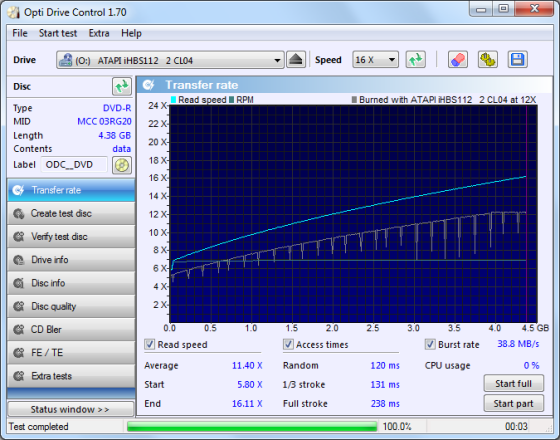 Opti Drive Control 1.70
File Start test Extra Help
Drive (O:) ATAPI iHBS112 2 CL04 Speed 16 X
Disc
Type DVD-R
MID MCC 03RG20
Length 4.38 GB
Contents data
Label ODC_DVD
Transfer rate
Create test disc
Verify test disc
Drive info
Disc info
Disc quality
CD Bler
FE / TE
Extra tests
Status window >>
Transfer rate
Read speed RPM Burned with ATAPI iHBS112 2 CL04 at 12X
24 X
22 X
20 X
18 X
16 X
14 X
12 X
10 X
8 X
6 X
4 X
2 X
0.0 0.5 1.0 1.5 2.0 2.5 3.0 3.5 4.0 4.5 GB
Read speed Access times Burst rate 38.8 MB/s
Average 11.40 X Random 120 ms CPU usage 0 %
Start 5.80 X 1/3 stroke 131 ms Start full
End 16.11 X Full stroke 238 ms Start part
Test completed 100.0% 00:03